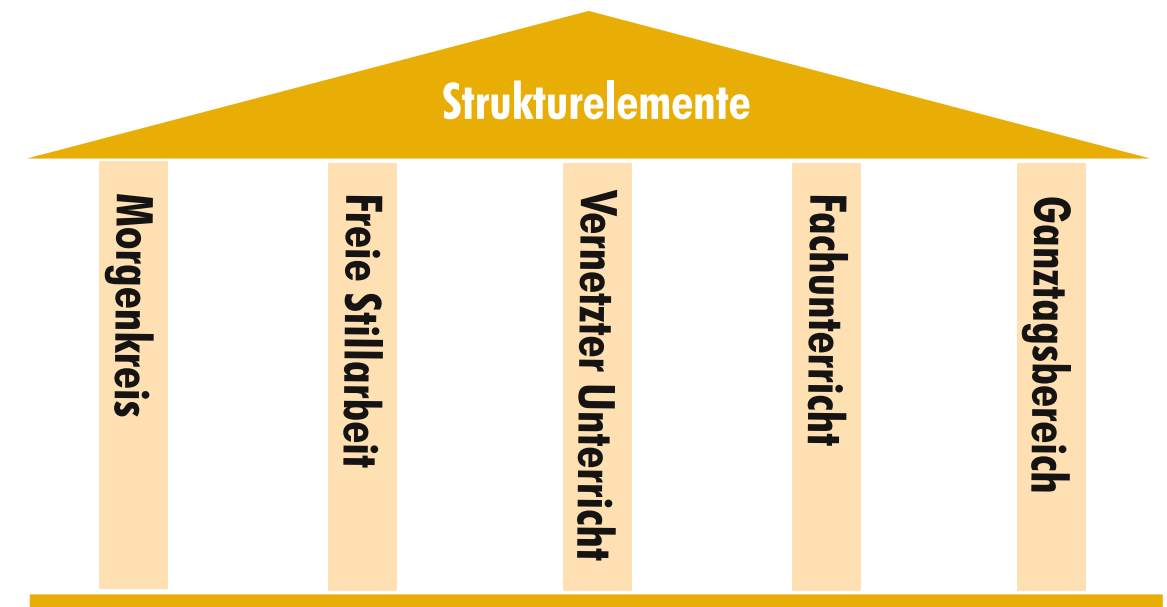 Strukturelemente
Morgenkreis
Freie Stillarbeit
Vernetzter Unterricht
Fachunterricht
Ganztagsbereich